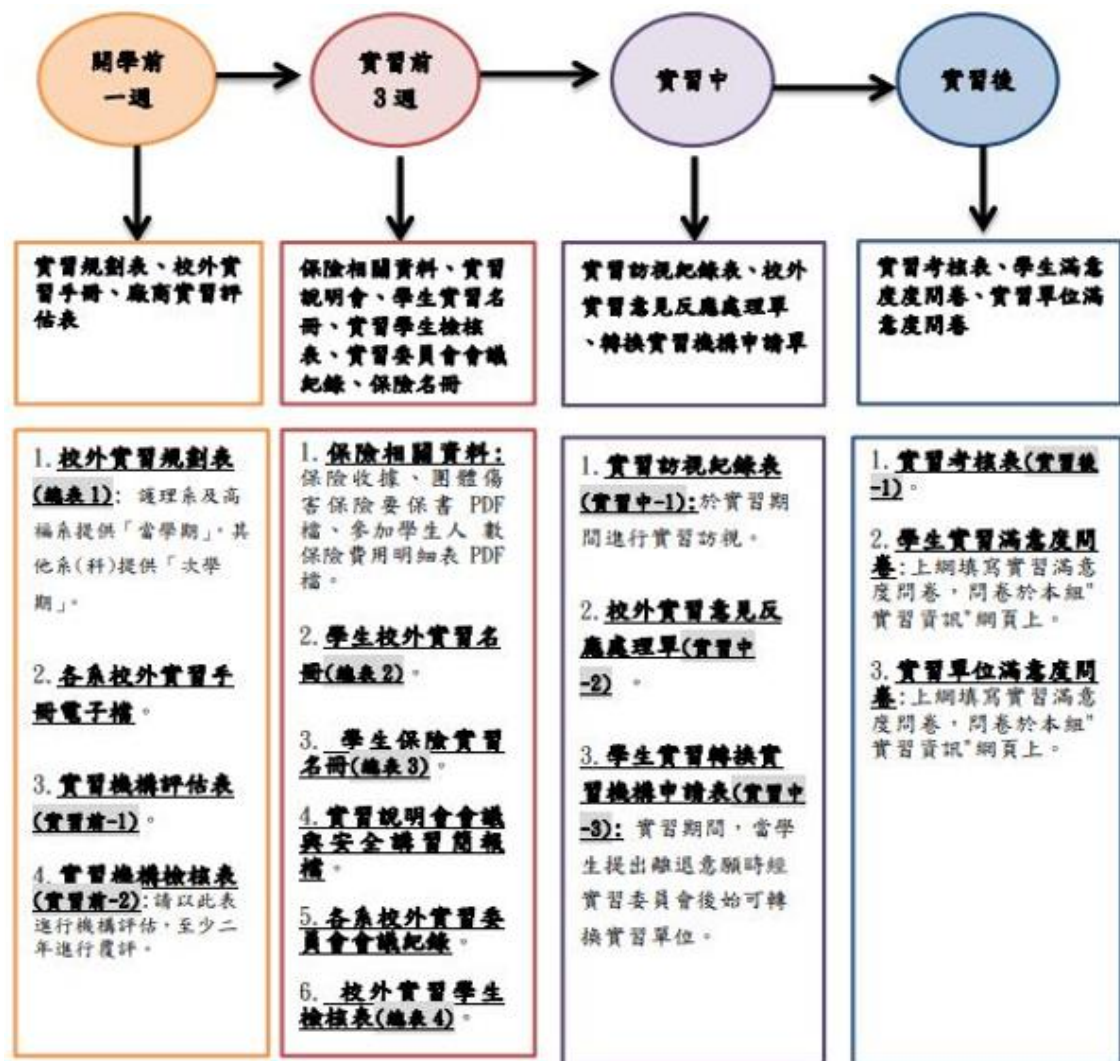 開學前
一週
實習前
3 週
實習中
實習後
實習規劃表、校外實
習手冊、廠商實習評
估表
保險相關資料、實習
說明會、學生實習名
冊、實習學生檢核
表、實習委員會會議
紀錄、保險名冊
實習訪視紀錄表、校外
實習意見反應處理單
、轉換實習機構申請單
實習考核表、學生滿意
度度問卷、實習單位滿
意度問卷
1. 校外實習規劃表
(總表 1): 護理系及高
福系提供「當學期」。其
他系(科)提供「次學
期」。
2. 各系校外實習手
冊電子檔。
3. 實習機構評估表
(實習前-1)。
4. 實習機構檢核表
(實習前-2):請以此表
進行機構評估,至少二
年進行覆評。
1. 保險相關資料:
保險收據、團體傷
害保險要保書 PDF
檔、參加學生人 數
保險費用明細表 PDF
檔。
2. 學生校外實習名
冊(總表 2)。
3. 學生保險實習
名冊(總表 3)。
4. 實習說明會會議
與安全講習簡報
檔。
5. 各系校外實習委
員會會議紀錄。
6. 校外實習學生
檢核表(總表 4)。
1. 實習訪視紀錄表
(實習中-1):於實習期
間進行實習訪視。
2. 校外實習意見反
應處理單(實習中
-2) 。
3. 學生實習轉換實
習機構申請表(實習中
-3): 實習期間,當學
生提出離退意願時經
實習委員會後始可轉
換實習單位。
1. 實習考核表(實習後
-1)。
2. 學生實習滿意度問
卷:上網填寫實習滿意
度問卷,問卷於本組"
實習資訊"網頁上。
3. 實習單位滿意度問
卷:上網填寫實習滿意
度問卷,問卷於本組"
實習資訊"網頁上。